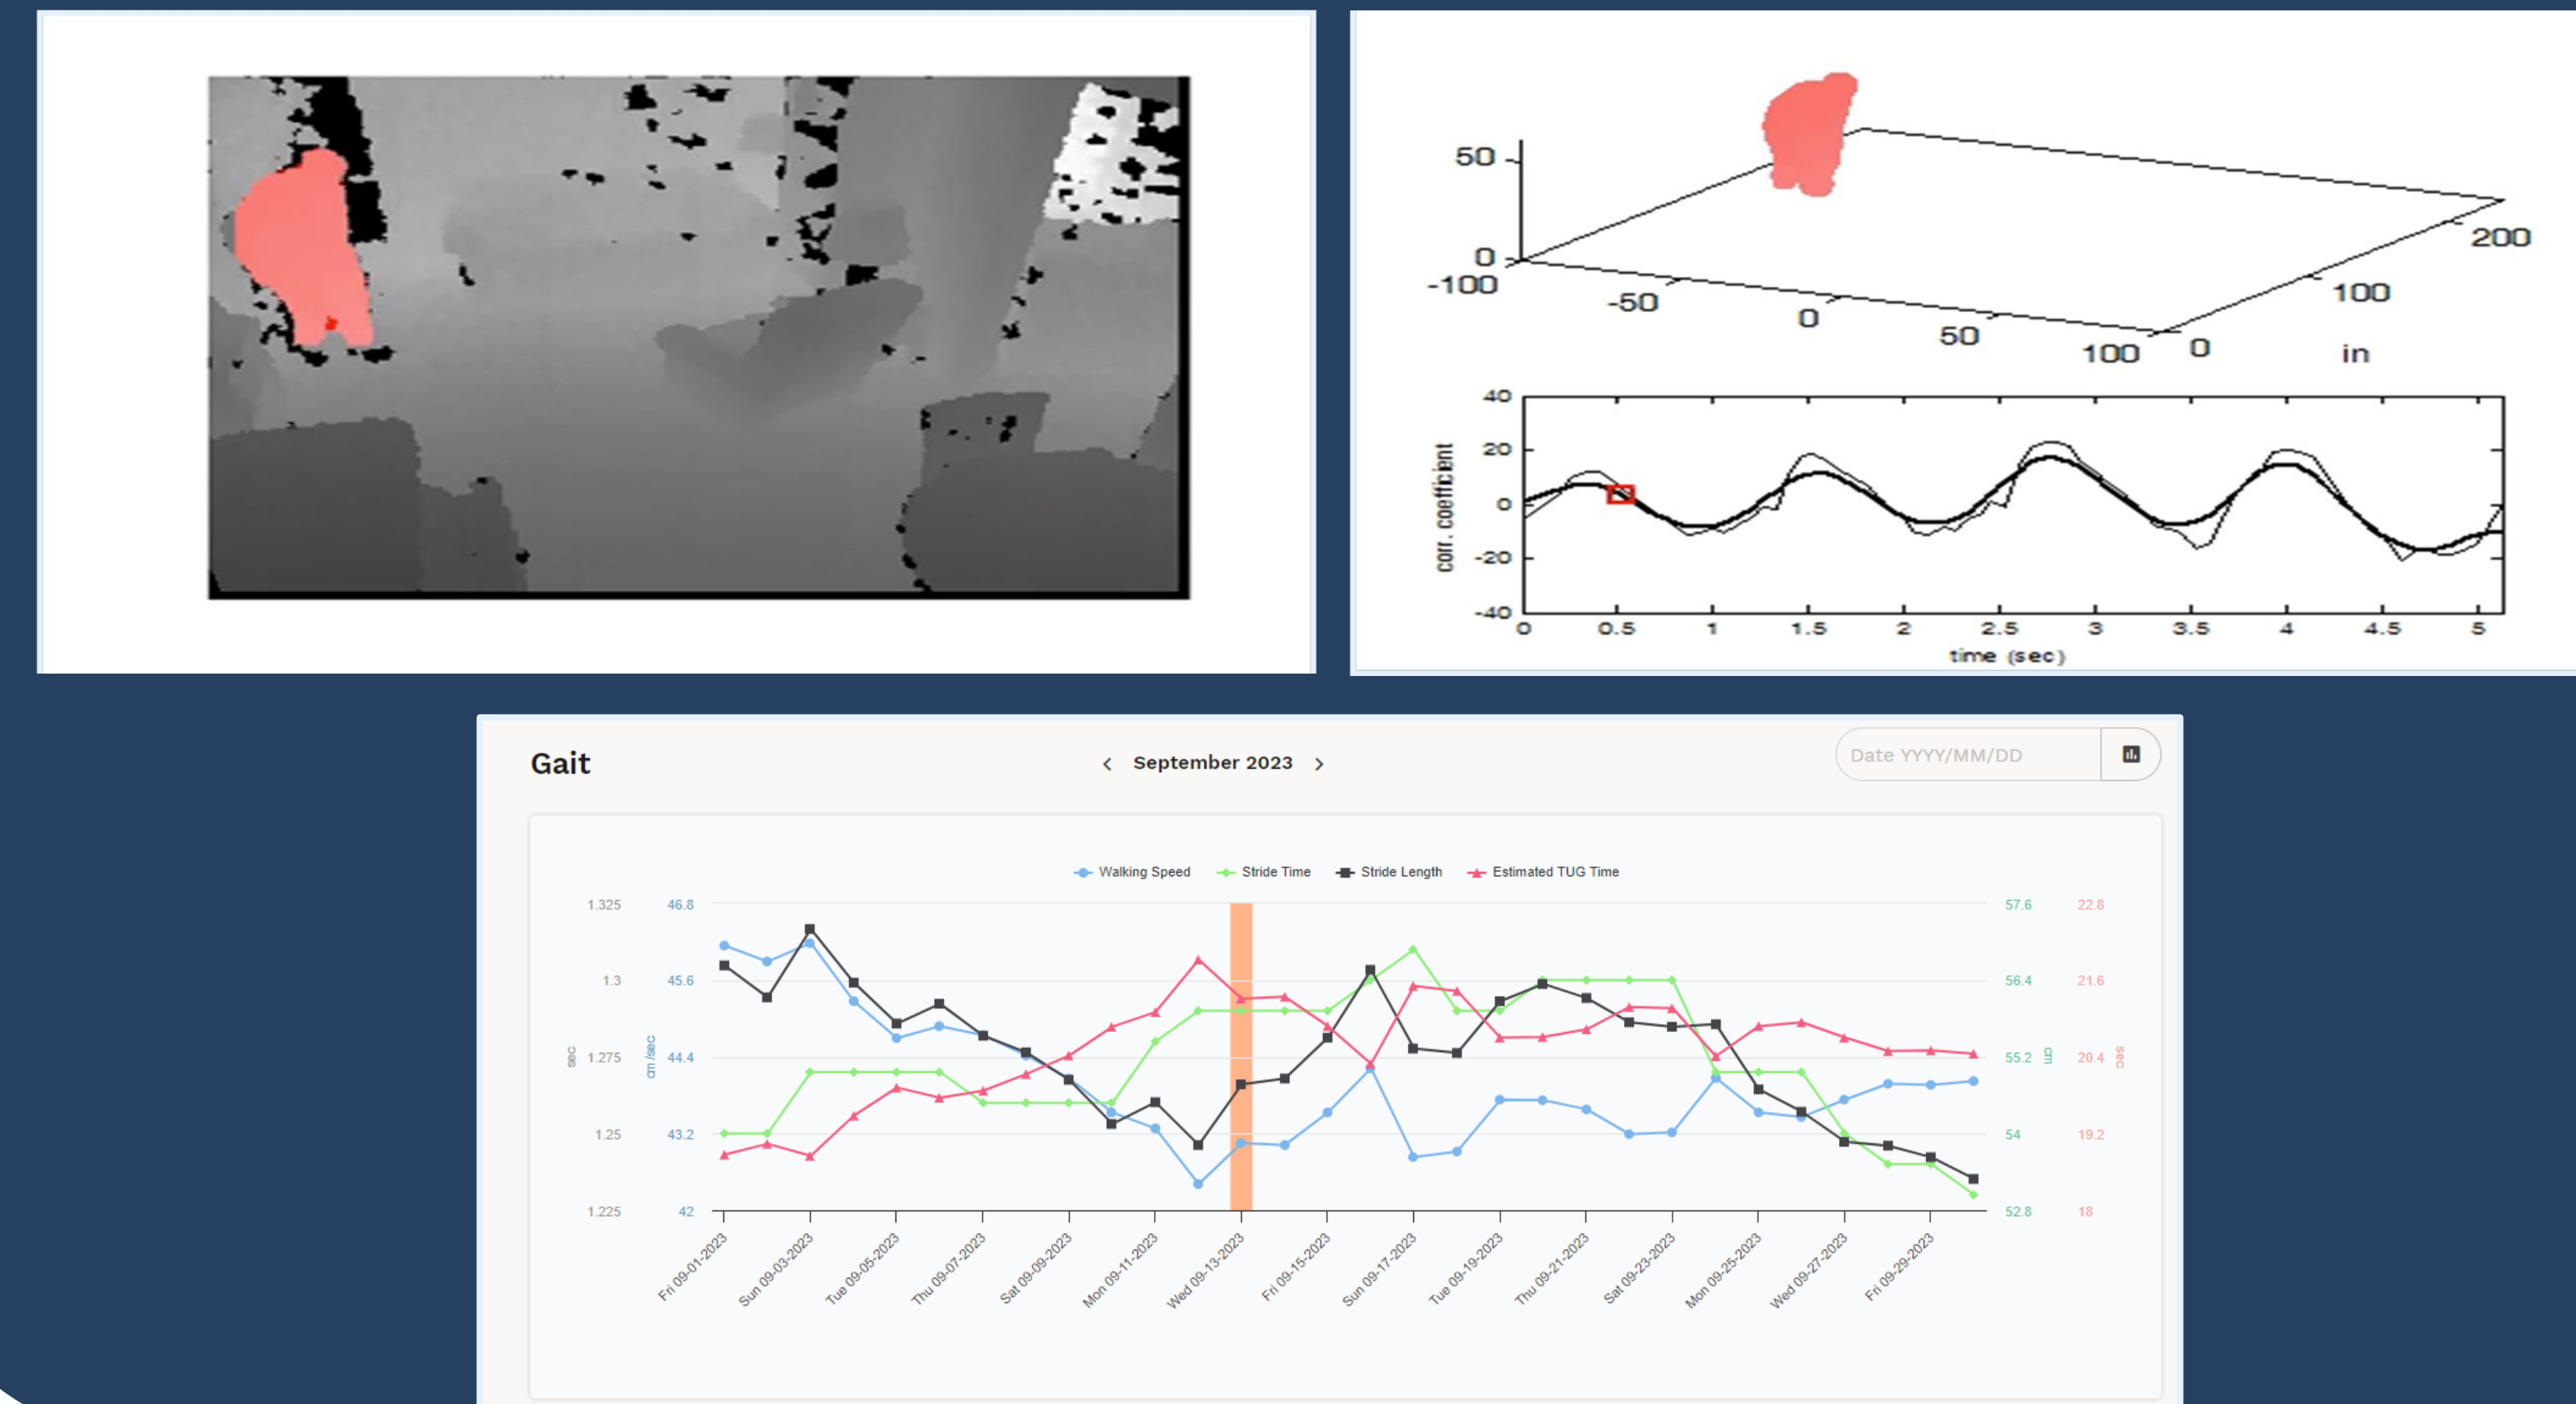 50
0
-100
-50
0
50
100
0
100
200
in
40
20
0
-20
-40
corr. coefficient
0 0.5 1 1.5 2 2.5 3 3.5 4 4.5 5
time (sec)
Gait
September 2023
Date YYYY/MM/DD
Walking Speed Stride Time Stride Length Estimated TUG Time
1.325 46.8 57.6 22.8
1.3 45.6 56.4 21.6
sec 1.275 cm/sec 44.4 55.2 cm 20.4 sec
1.25 43.2 54 19.2
1.225 42 52.8 18
Fri 09-01-2023
Sun 09-03-2023
Tue 09-05-2023
Thu 09-07-2023
Sat 09-09-2023
Mon 09-11-2023
Wed 09-13-2023
Fri 09-15-2023
Sun 09-17-2023
Tue 09-19-2023
Thu 09-21-2023
Sat 09-23-2023
Mon 09-25-2023
Wed 09-27-2023
Fri 09-29-2023